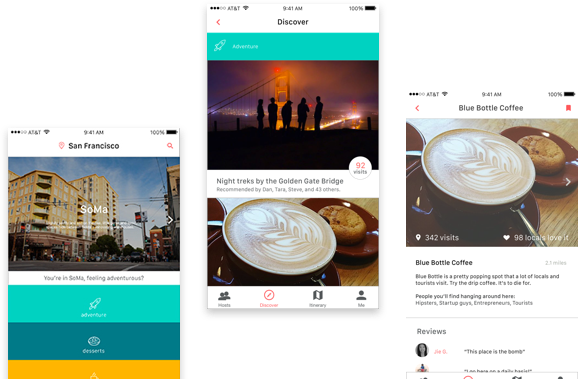 AT&T
9:41 AM
100%
San Francisco
SoMa
You're in SoMa, feeling adventurous?
adventure
desserts
AT&T
9:41 AM
100%
Discover
Adventure
92
visits
Night treks by the Golden Gate Bridge
Recommended by Dan, Tara, Steve, and 43 others.
Hosts
Discover
Itinerary
Me
AT&T
9:41 AM
100%
Blue Bottle Coffee
342 visits
98 locals love it
Blue Bottle Coffee
2.1 miles
Blue Bottle is a pretty popping spot that a lot of locals and
tourists visit. Try the drip coffee. it's to die for.
People you'll find hanging around here:
Hipsters, Startup guys, Entrepreneurs, Tourists
Reviews
Jie G.
"This place is the bomb"
"I go here on a daily basis!"